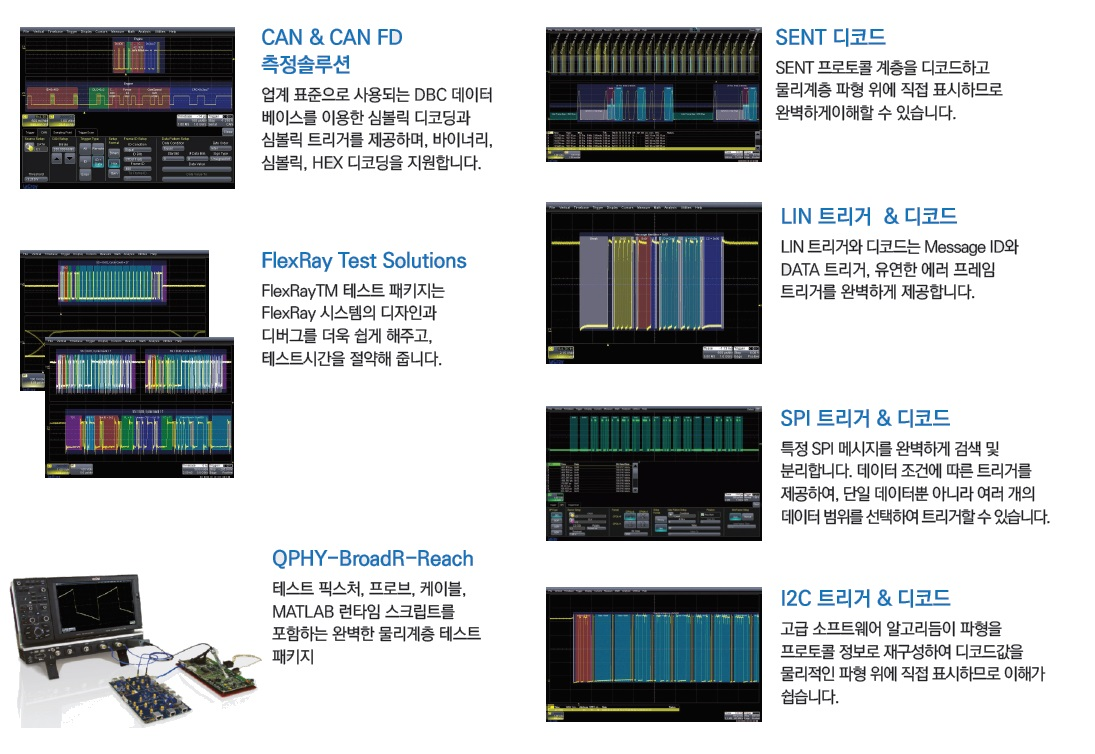 CAN & CAN FD
측정솔루션
업계 표준으로 사용되는 DBC 데이터
베이스를 이용한 심볼릭 디코딩과
심볼릭 트리거를 제공하며, 바이너리,
심볼릭, HEX 디코딩을 지원합니다.
FlexRay Test Solutions
FlexRayTM 테스트 패키지는
FlexRay 시스템의 디자인과
디버그를 더욱 쉽게 해주고,
테스트시간을 절약해 줍니다.
QPHY-BroadR-Reach
테스트 픽스처, 프로브, 케이블,
MATLAB 런타임 스크립트를
포함하는 완벽한 물리계층 테스트
패키지
SENT 디코드
SENT 프로토콜 계층을 디코드하고
물리계층 파형 위에 직접 표시하므로
완벽하게이해할 수 있습니다.
LIN 트리거 & 디코드
LIN 트리거와 디코드는 Message ID와
DATA 트리거, 유연한 에러 프레임
트리거를 완벽하게 제공합니다.
SPI 트리거 & 디코드
특정 SPI 메시지를 완벽하게 검색 및
분리합니다. 데이터 조건에 따른 트리거를
제공하여, 단일 데이터뿐 아니라 여러 개의
데이터 범위를 선택하여 트리거할 수 있습니다.
I2C 트리거 & 디코드
고급 소프트웨어 알고리듬이 파형을
프로토콜 정보로 재구성하여 디코드값을
물리적인 파형 위에 직접 표시하므로 이해가
쉽습니다.